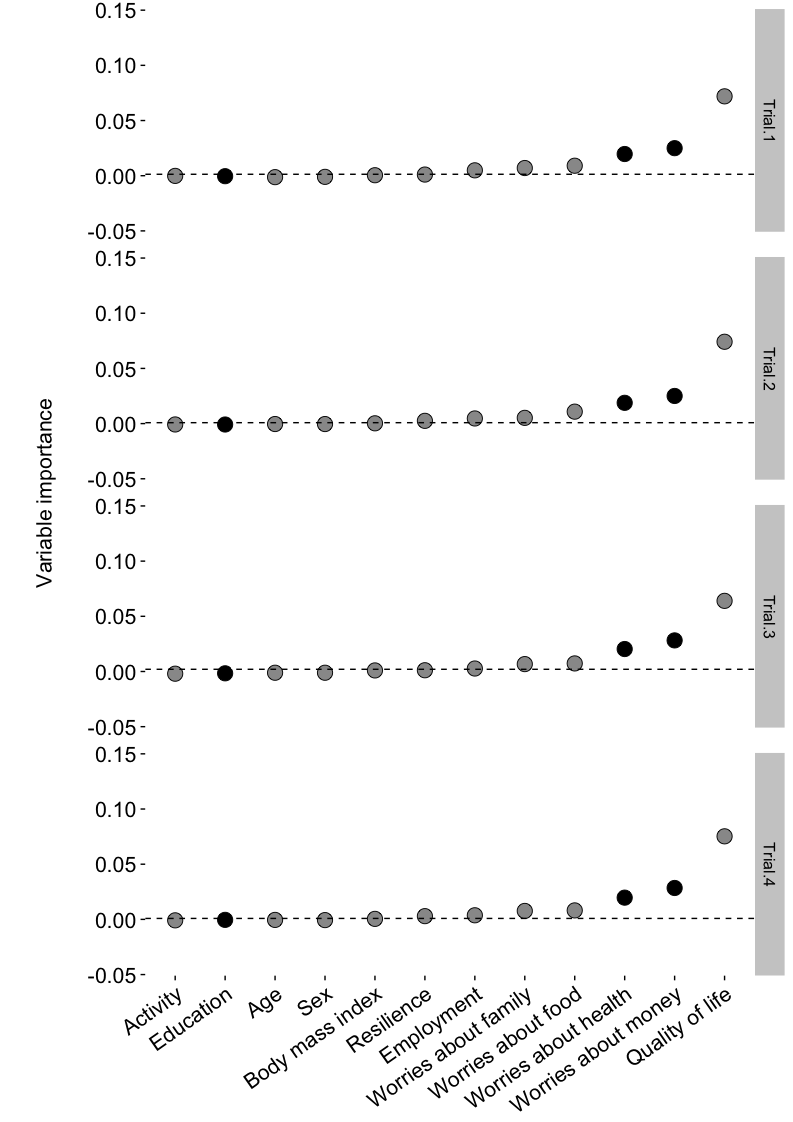 0.15
0.10
0.05
0.00
-0.05
Trial.1
0.15
0.10
0.05
0.00
-0.05
Trial.2
0.15
0.10
0.05
0.00
-0.05
Trial.3
0.15
0.10
0.05
0.00
-0.05
Trial.4
Variable importance
Activity
Education
Age
Sex
Body mass index
Resilience
Employment
Worries about family
Worries about food
Worries about health
Worries about money
Quality of life